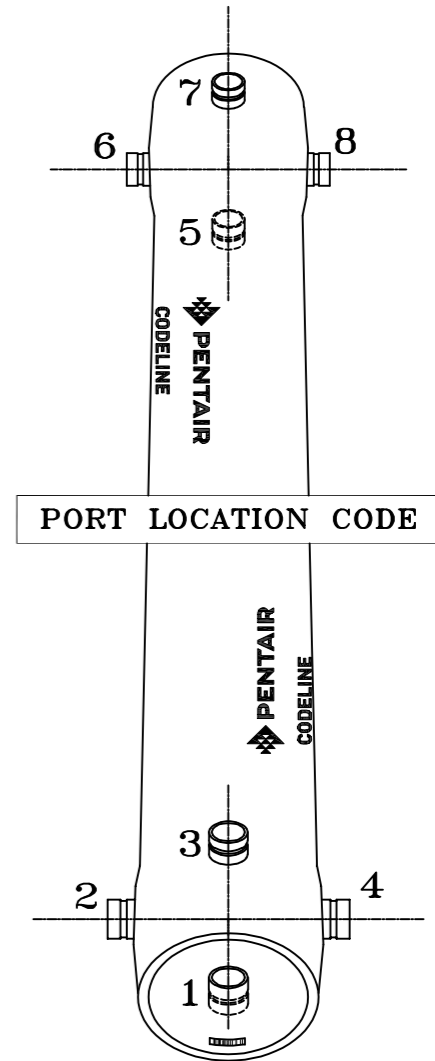 7
6
8
5
CODELINE
PENTAIR
PORT LOCATION CODE
PENTAIR
CODELINE
3
2
4
1